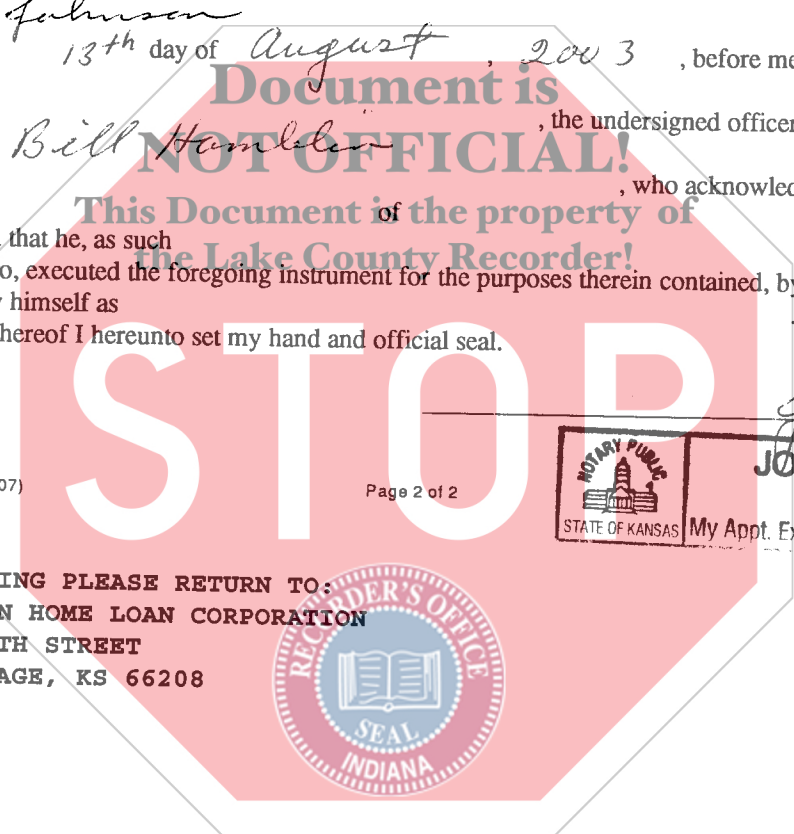 Johnson
13th day of August , 2003 , before me
Document is
Bill Hamblin , the undersigned officer
NOT OFFICIAL!
, who acknowled
This Document is the property of
of
that he, as such
the Lake County Recorder!
o, executed the foregoing instrument for the purposes therein contained, by
himself as
hereof I hereunto set my hand and official seal.
STOP
NOTARY PUBLIC
JO
07)
Page 2 of 2
STATE OF KANSAS
My Appt. Ex
ING PLEASE RETURN TO:
N HOME LOAN CORPORATION
TH STREET
AGE, KS 66208
RECORDER'S OFFICE
SEAL
INDIANA